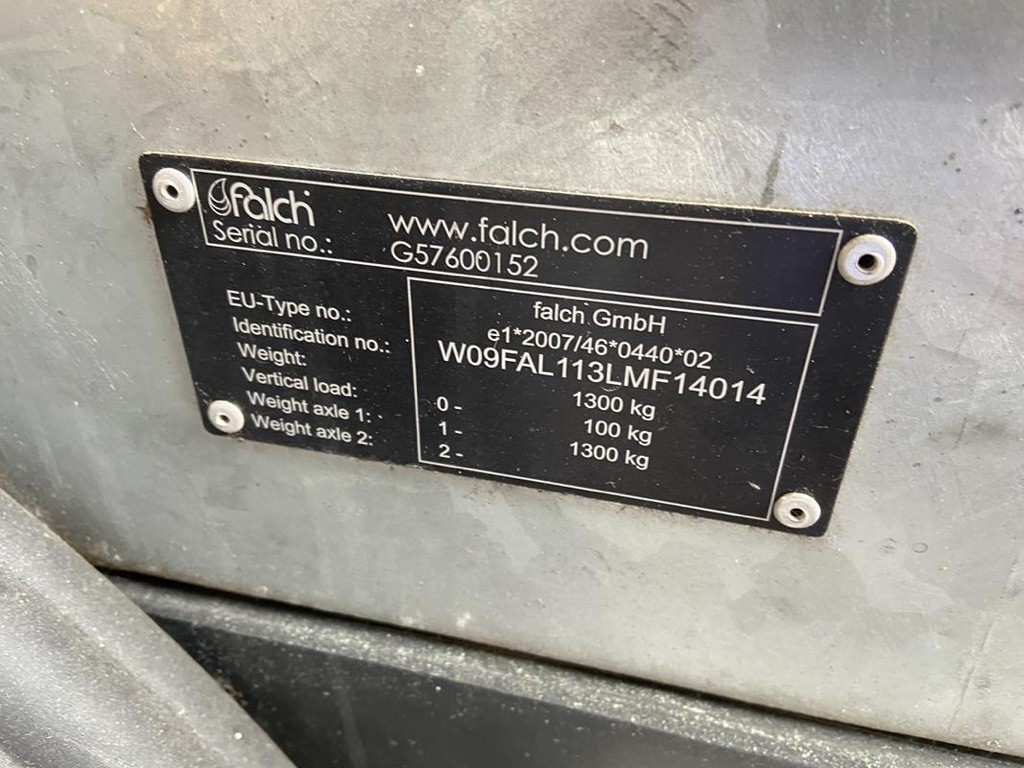 falch www.falch.com
Serial no.: G57600152
falch GmbH
EU-Type no.: e1*2007/46*0440*02
Identification no.: W09FAL113LMF14014
Weight: 0 - 1300 kg
Vertical load: 1 - 100 kg
Weight axle 1: 2 - 1300 kg
Weight axle 2: